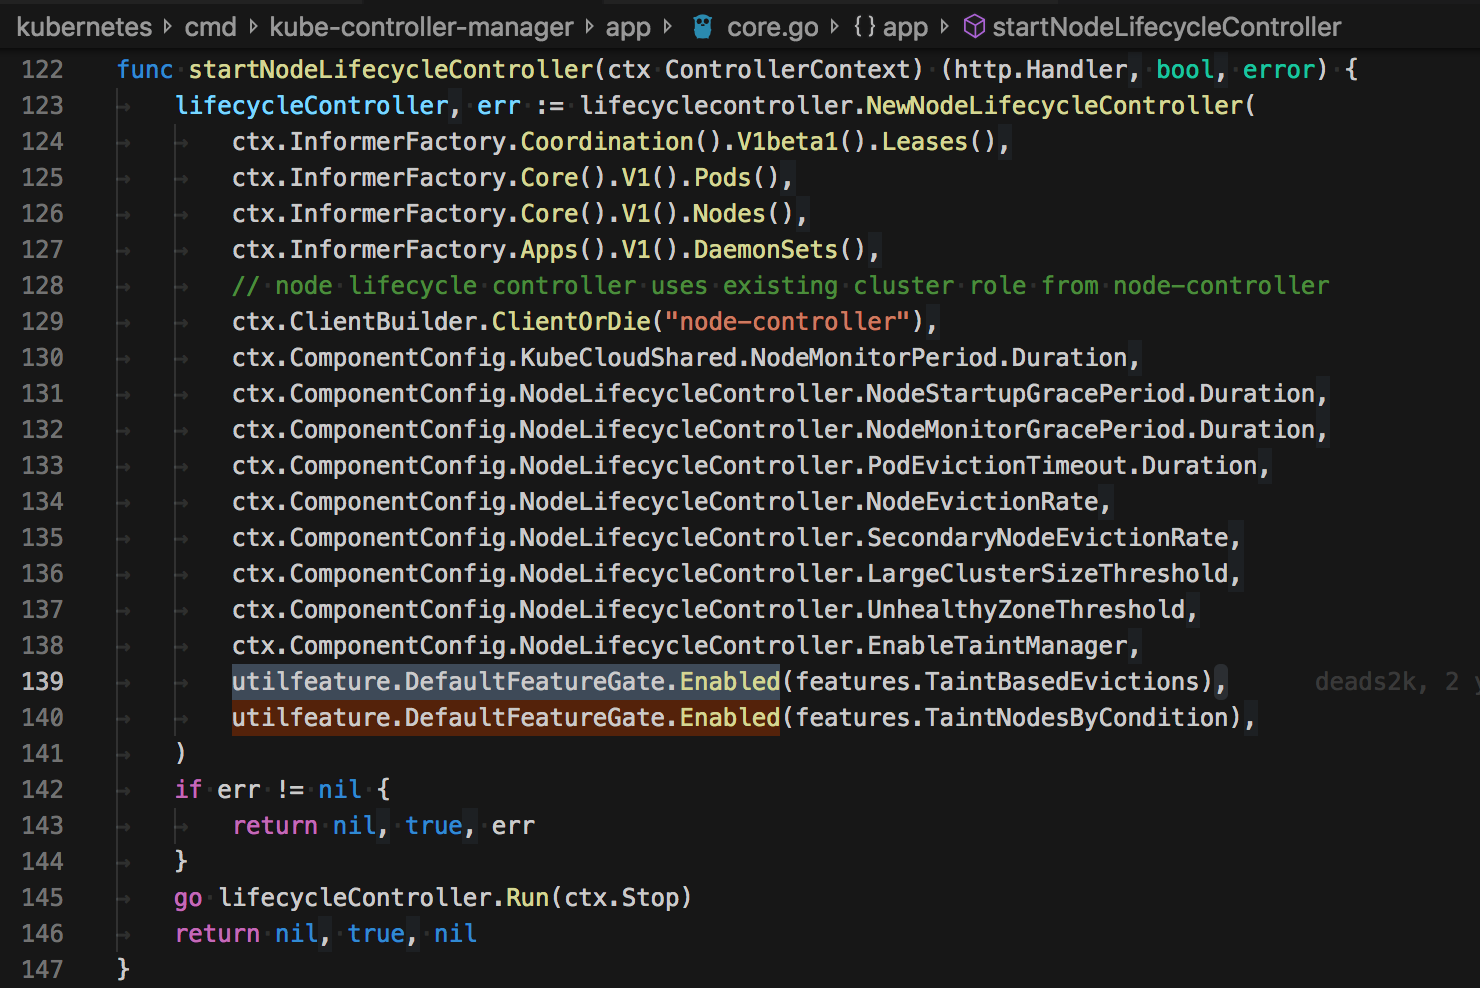 kubernetes › cmd › kube-controller-manager › app › core.go › {} app › startNodeLifecycleController
122 func startNodeLifecycleController(ctx ControllerContext) (http.Handler, bool, error) {
123 lifecycleController, err := lifecyclecontroller.NewNodeLifecycleController(
124 ctx.InformerFactory.Coordination().V1beta1().Leases(),
125 ctx.InformerFactory.Core().V1().Pods(),
126 ctx.InformerFactory.Core().V1().Nodes(),
127 ctx.InformerFactory.Apps().V1().DaemonSets(),
128 // node lifecycle controller uses existing cluster role from node-controller
129 ctx.ClientBuilder.ClientOrDie("node-controller"),
130 ctx.ComponentConfig.KubeCloudShared.NodeMonitorPeriod.Duration,
131 ctx.ComponentConfig.NodeLifecycleController.NodeStartupGracePeriod.Duration,
132 ctx.ComponentConfig.NodeLifecycleController.NodeMonitorGracePeriod.Duration,
133 ctx.ComponentConfig.NodeLifecycleController.PodEvictionTimeout.Duration,
134 ctx.ComponentConfig.NodeLifecycleController.NodeEvictionRate,
135 ctx.ComponentConfig.NodeLifecycleController.SecondaryNodeEvictionRate,
136 ctx.ComponentConfig.NodeLifecycleController.LargeClusterSizeThreshold,
137 ctx.ComponentConfig.NodeLifecycleController.UnhealthyZoneThreshold,
138 ctx.ComponentConfig.NodeLifecycleController.EnableTaintManager,
139 utilfeature.DefaultFeatureGate.Enabled(features.TaintBasedEvictions), deads2k, 2
140 utilfeature.DefaultFeatureGate.Enabled(features.TaintNodesByCondition),
141 )
142 if err != nil {
143 return nil, true, err
144 }
145 go lifecycleController.Run(ctx.Stop)
146 return nil, true, nil
147 }